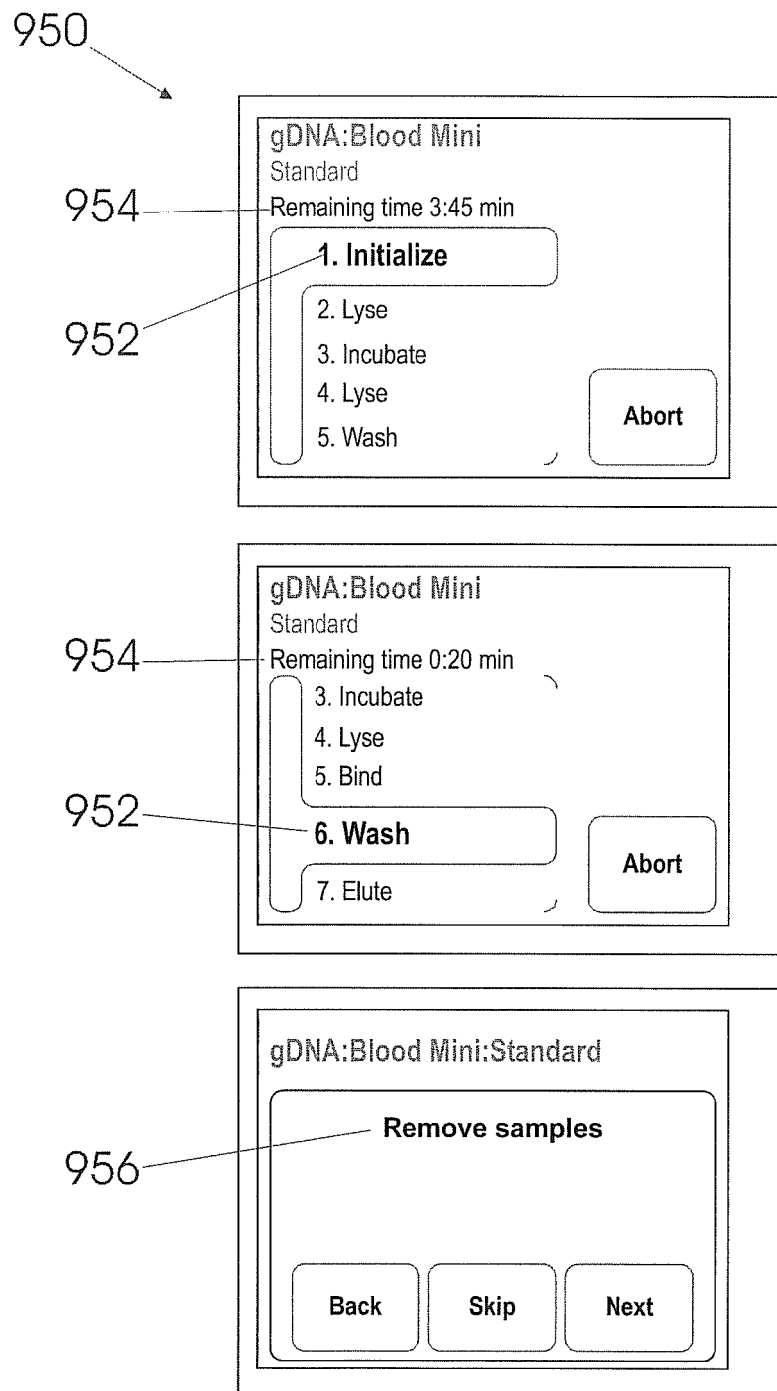 950
gDNA:Blood Mini
Standard
954
Remaining time 3:45 min
1. Initialize
952
2. Lyse
3. Incubate
4. Lyse
5. Wash
Abort
gDNA:Blood Mini
Standard
954
Remaining time 0:20 min
3. Incubate
4. Lyse
5. Bind
952
6. Wash
7. Elute
Abort
gDNA:Blood Mini:Standard
Remove samples
956
Back Skip Next